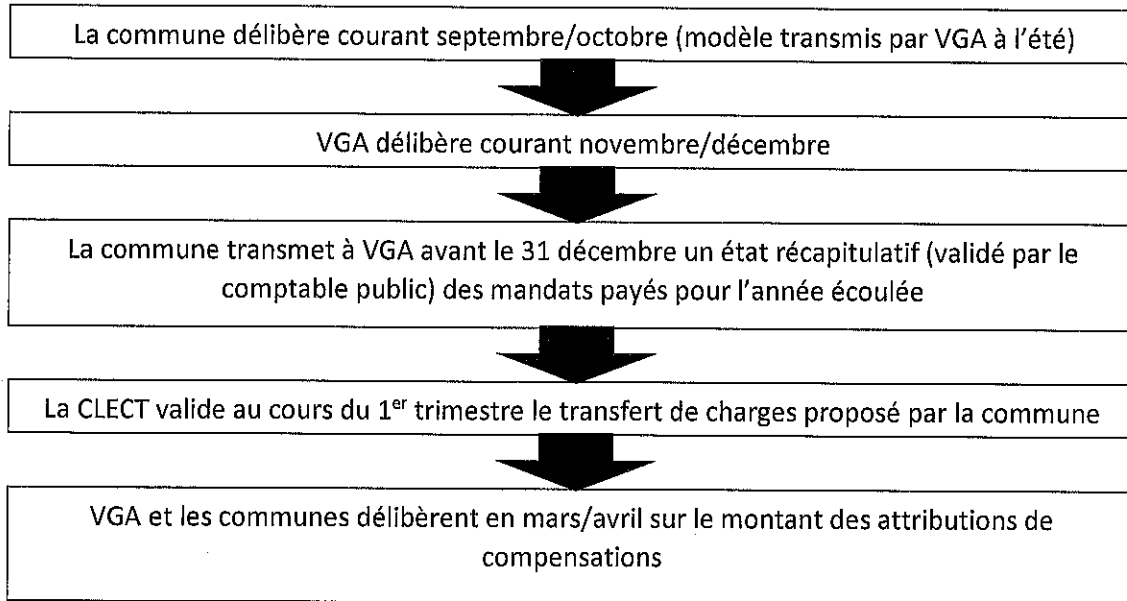 La commune délibère courant septembre/octobre (modèle transmis par VGA à l'été)
VGA délibère courant novembre/décembre
La commune transmet à VGA avant le 31 décembre un état récapitulatif (validé par le
comptable public) des mandats payés pour l'année écoulée
La CLECT valide au cours du 1er trimestre le transfert de charges proposé par la commune
VGA et les communes délibèrent en mars/avril sur le montant des attributions de
compensations